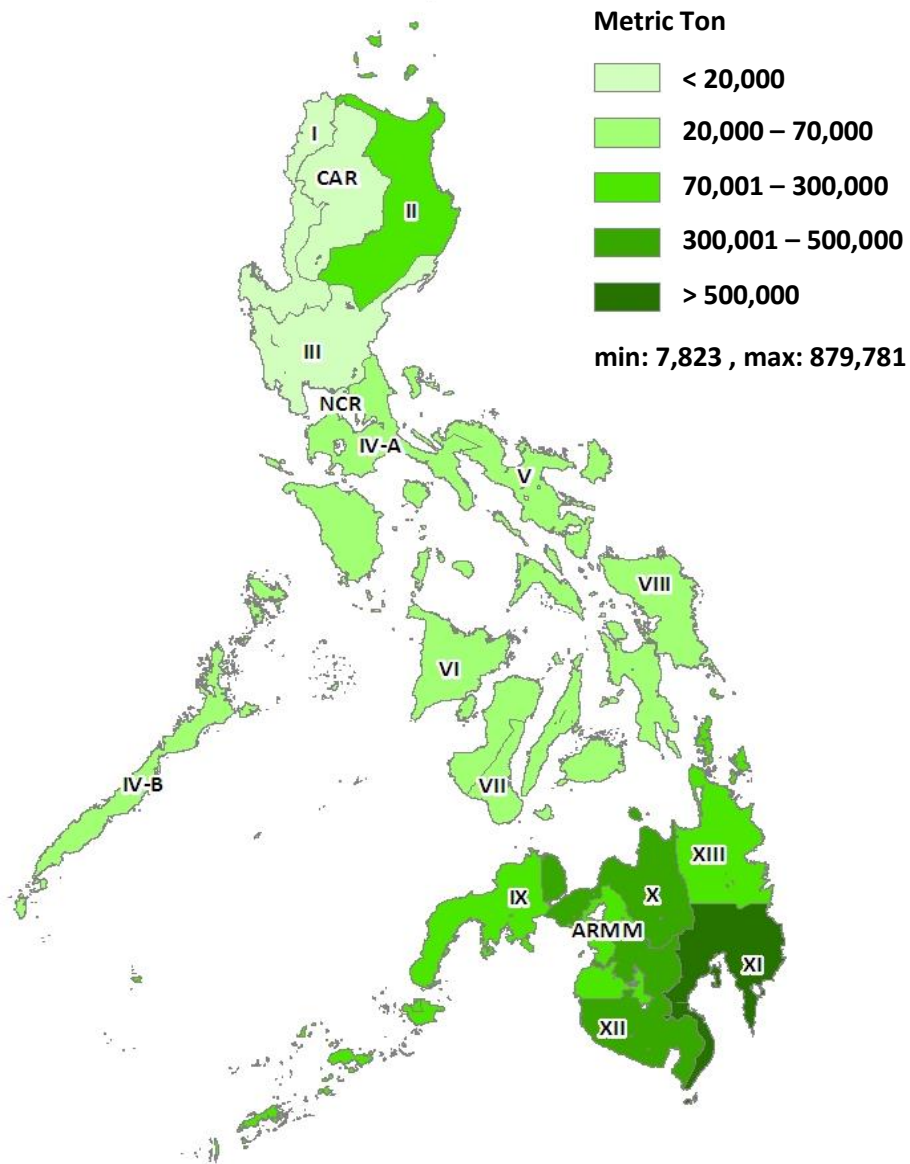 Metric Ton
< 20,000
20,000 – 70,000
70,001 – 300,000
300,001 – 500,000
> 500,000
min: 7,823 , max: 879,781
I
CAR
II
III
NCR
IV-A
V
VIII
VI
VII
IV-B
XIII
IX
X
ARMM
XI
XII